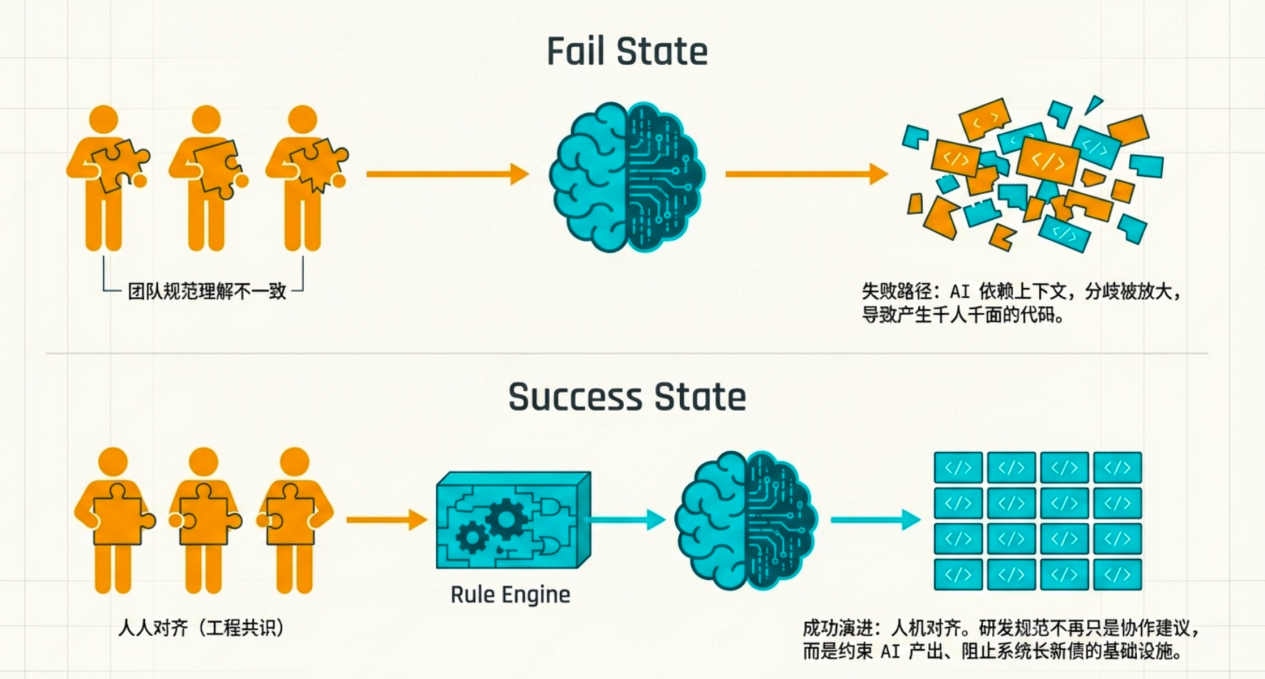 Fail State
团队规范理解不一致
失败路径：AI 依赖上下文，分歧被放大，
导致产生千人千面的代码。
Success State
Rule Engine
人人对齐（工程共识）
成功演进：人机对齐。研发规范不再只是协作建议，
而是约束 AI 产出、阻止系统长新债的基础设施。